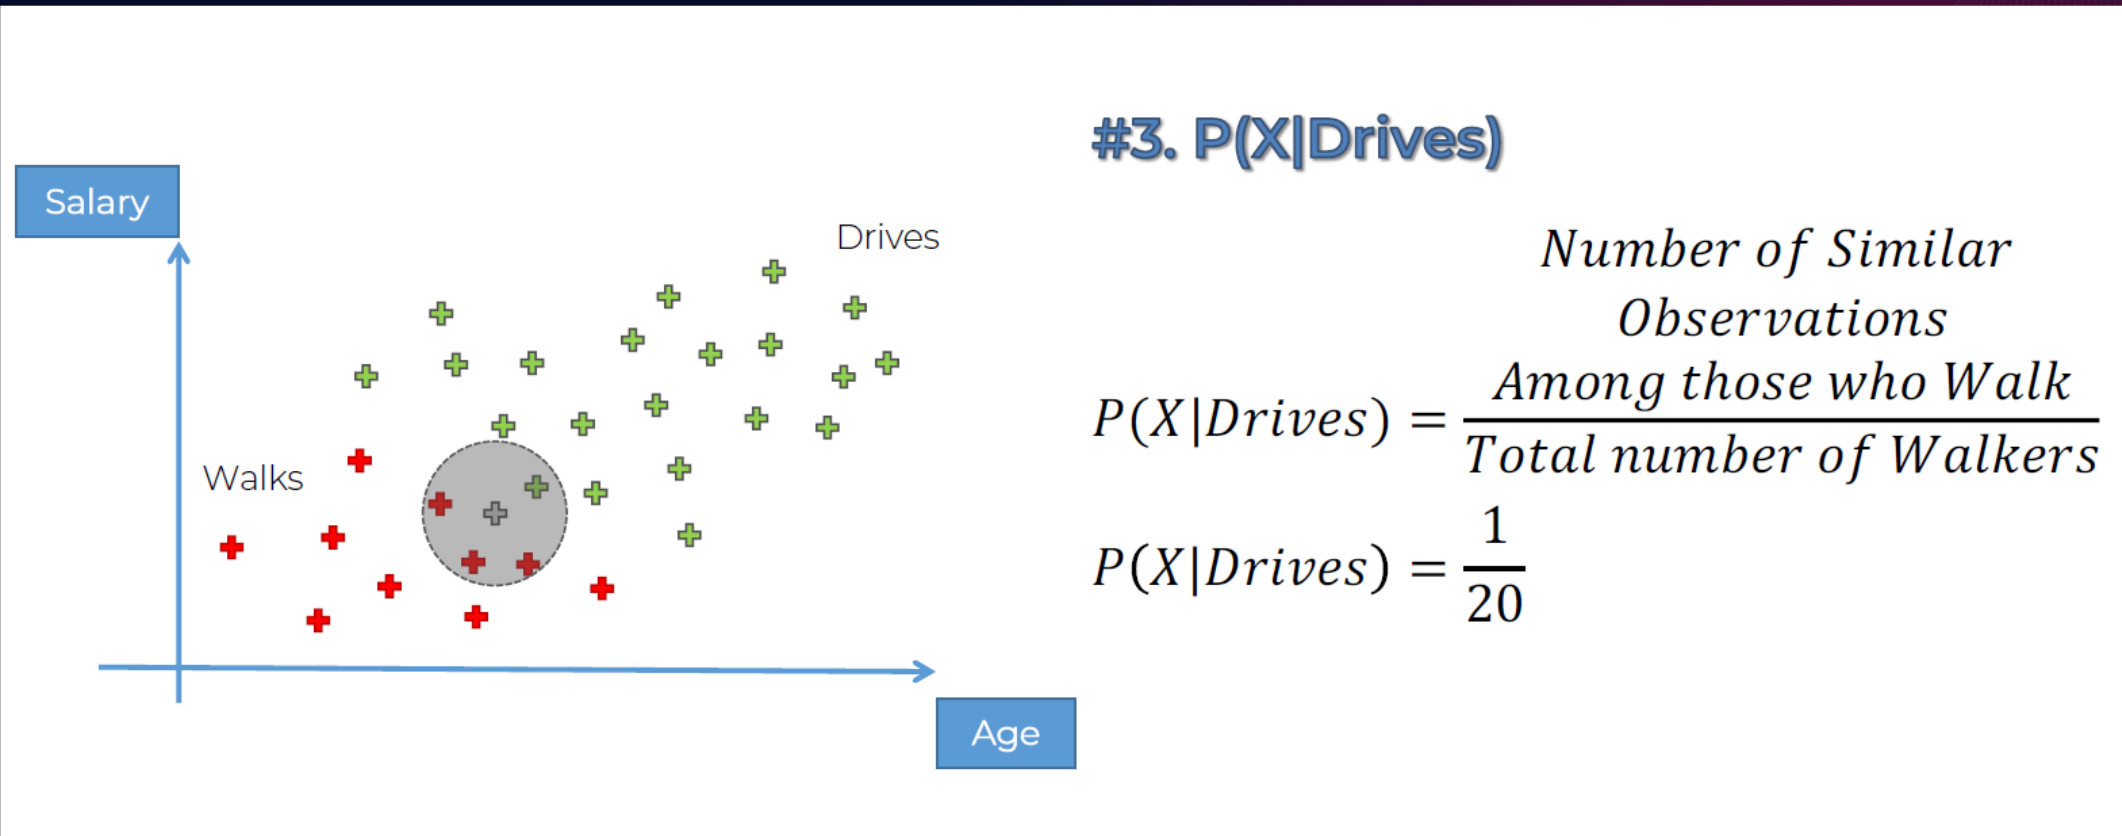 #3. P(X|Drives)
Salary
Drives
Walks
Age
Number of Similar
Observations
Among those who Walk
P(X|Drives) =
Total number of Walkers
P(X|Drives) = 1/20